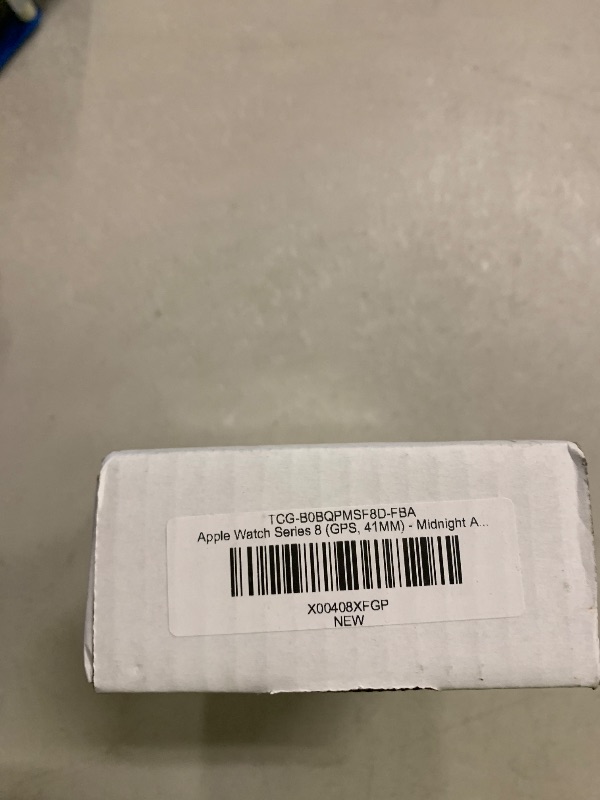 TCG-B0BQPMSF8D-FBA
Apple Watch Series 8 (GPS, 41MM) - Midnight A...
X00408XFGP
NEW